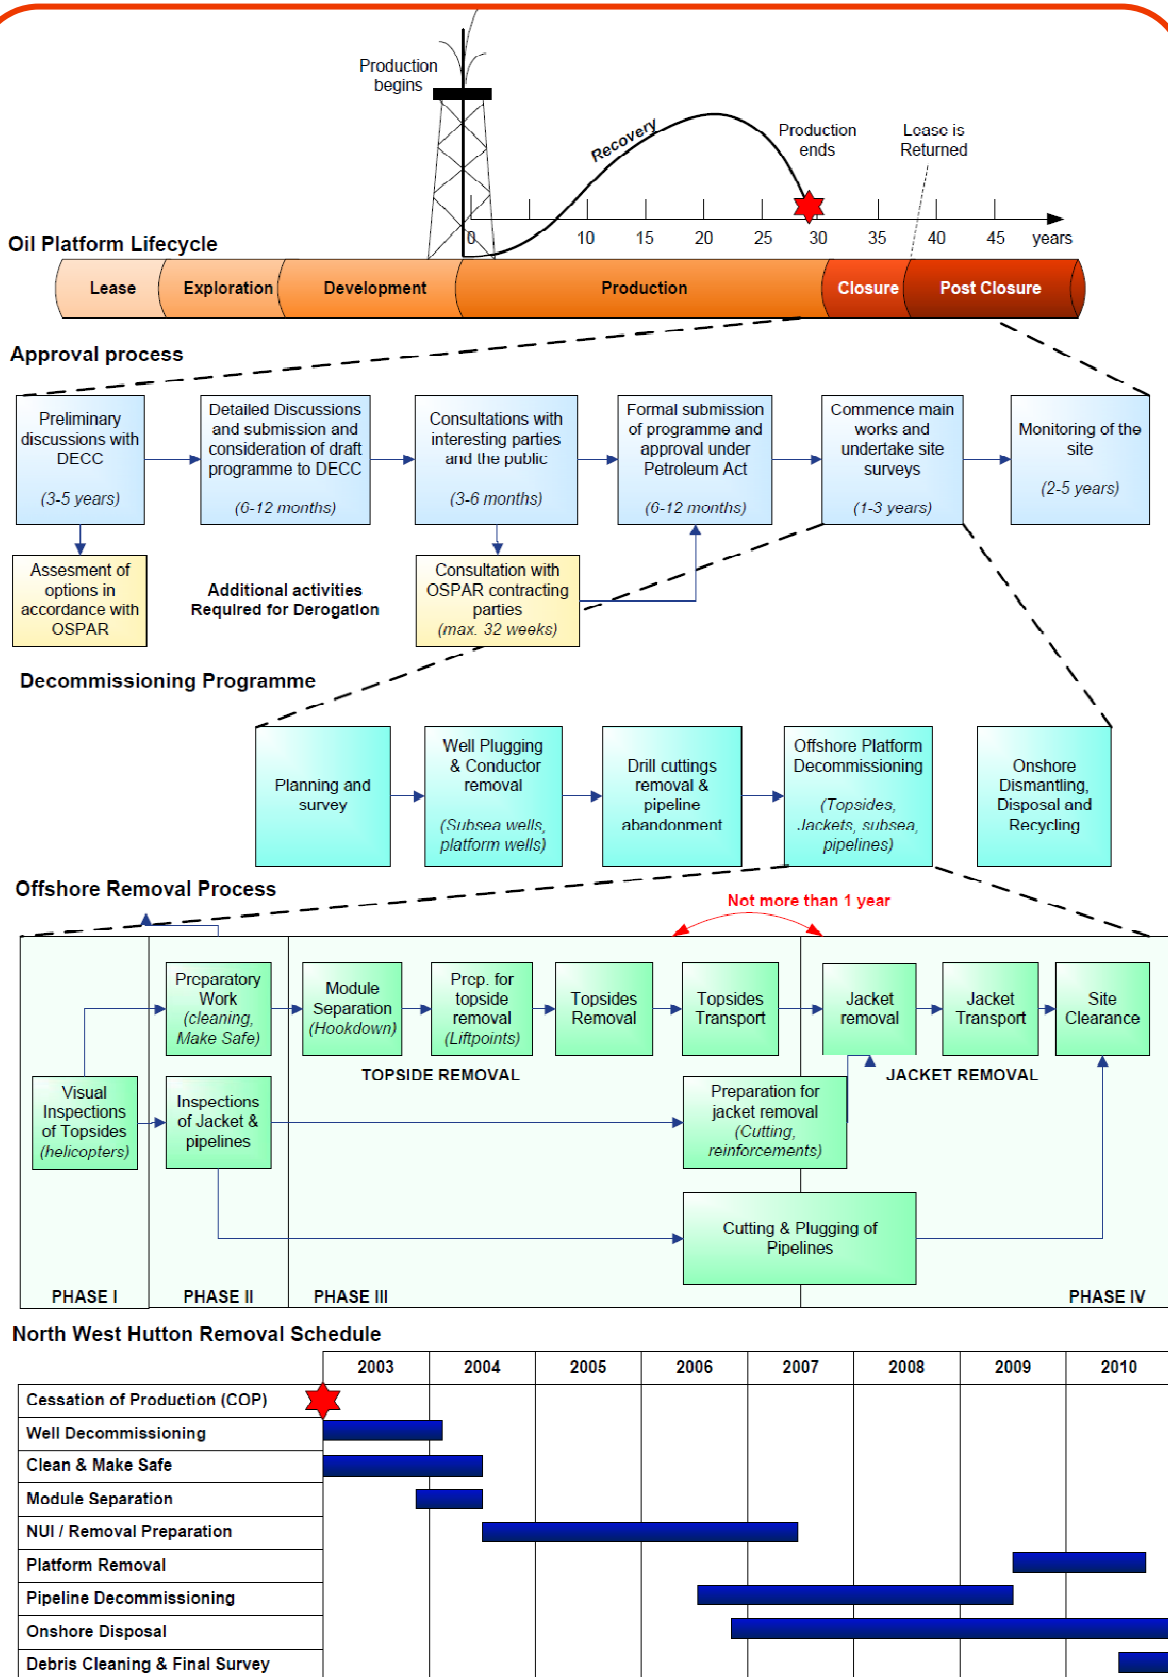 Production
begins
Recovery
Production
ends
Lease is
Returned
0 10 15 20 25 30 35 40 45 years
Oil Platform Lifecycle
Lease Exploration Development Production Closure Post Closure
Approval process
Preliminary
discussions with
DECC
(3-5 years)
Detailed Discussions
and submission and
consideration of draft
programme to DECC
(6-12 months)
Consultations with
interesting parties
and the public
(3-6 months)
Formal submission
of programme and
approval under
Petroleum Act
(6-12 months)
Commence main
works and
undertake site
surveys
(1-3 years)
Monitoring of the
site
(2-5 years)
Assesment of
options in
accordance with
OSPAR
Additional activities
Required for Derogation
Consultation with
OSPAR contracting
parties
(max. 32 weeks)
Decommissioning Programme
Planning and
survey
Well Plugging
& Conductor
removal
(Subsea wells,
platform wells)
Drill cuttings
removal &
pipeline
abandonment
Offshore Platform
Decommissioning
(Topsides,
Jackets, subsea,
pipelines)
Onshore
Dismantling,
Disposal and
Recycling
Offshore Removal Process
Not more than 1 year
Preparatory
Work
(cleaning,
Make Safe)
Module
Separation
(Hookdown)
Prep. for
topside
removal
(Liftpoints)
Topsides
Removal
Topsides
Transport
Jacket
removal
Jacket
Transport
Site
Clearance
TOPSIDE REMOVAL
JACKET REMOVAL
Visual
Inspections
of Topsides
(helicopters)
Inspections
of Jacket &
pipelines
Preparation for
jacket removal
(Cutting,
reinforcements)
Cutting & Plugging of
Pipelines
PHASE I PHASE II PHASE III PHASE IV
North West Hutton Removal Schedule
2003 2004 2005 2006 2007 2008 2009 2010
Cessation of Production (COP)
Well Decommissioning
Clean & Make Safe
Module Separation
NUI / Removal Preparation
Platform Removal
Pipeline Decommissioning
Onshore Disposal
Debris Cleaning & Final Survey